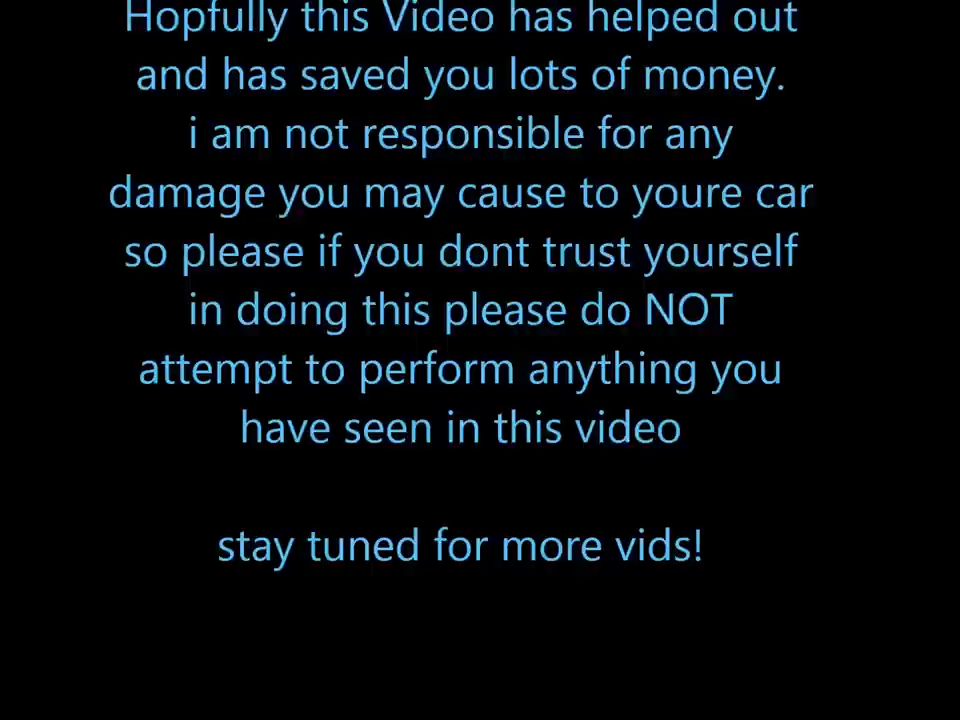 Hopfully this Video has helped out
and has saved you lots of money.
i am not responsible for any
damage you may cause to youre car
so please if you dont trust yourself
in doing this please do NOT
attempt to perform anything you
have seen in this video
stay tuned for more vids!